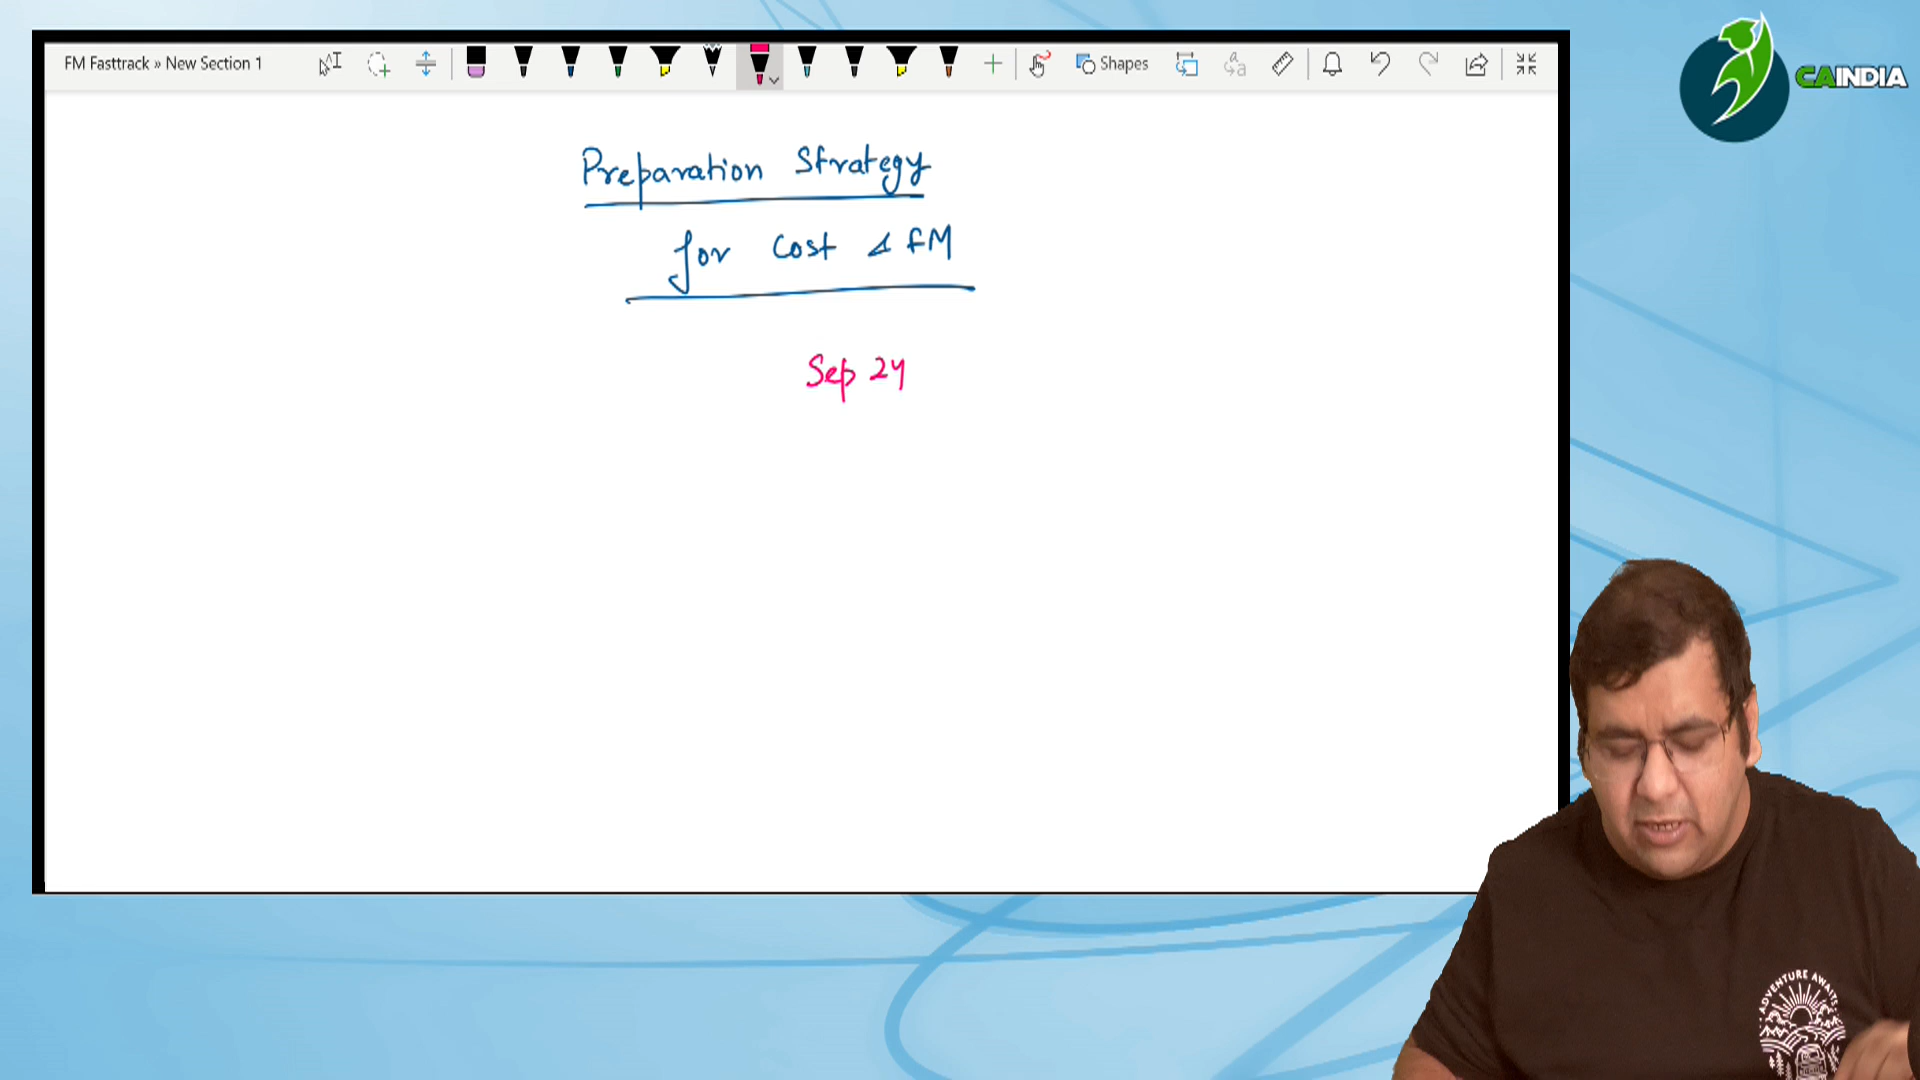 FM Fasttrack » New Section 1
Shapes
CAINDIA
Preparation Strategy
for Cost & FM
Sep 24
ADVENTURE AWAITS